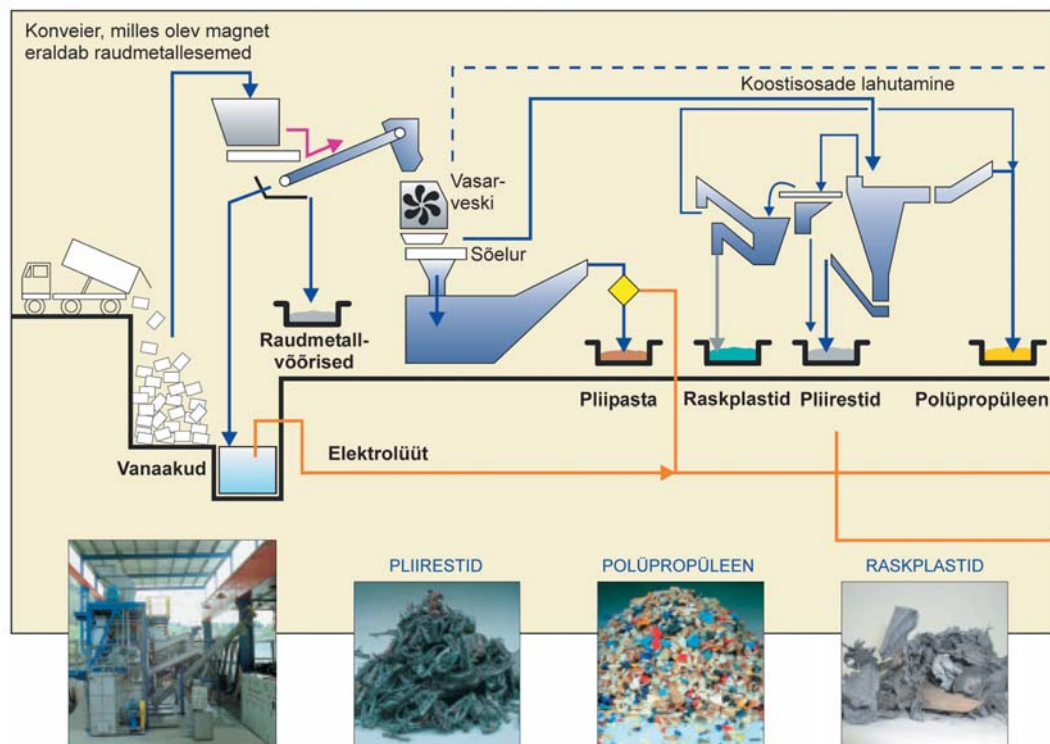 Konveier, milles olev magnet
eraldab raudmetallesemed
Koostisosade lahutamine
Vasar-
veski
Sõelur
Raudmetall-
võõrised
Pliipasta
Raskplastid
Pliirestid
Polüpropüleen
Vanaakud
Elektrolüüt
PLIIRESTID
POLÜPROPÜLEEN
RASKPLASTID